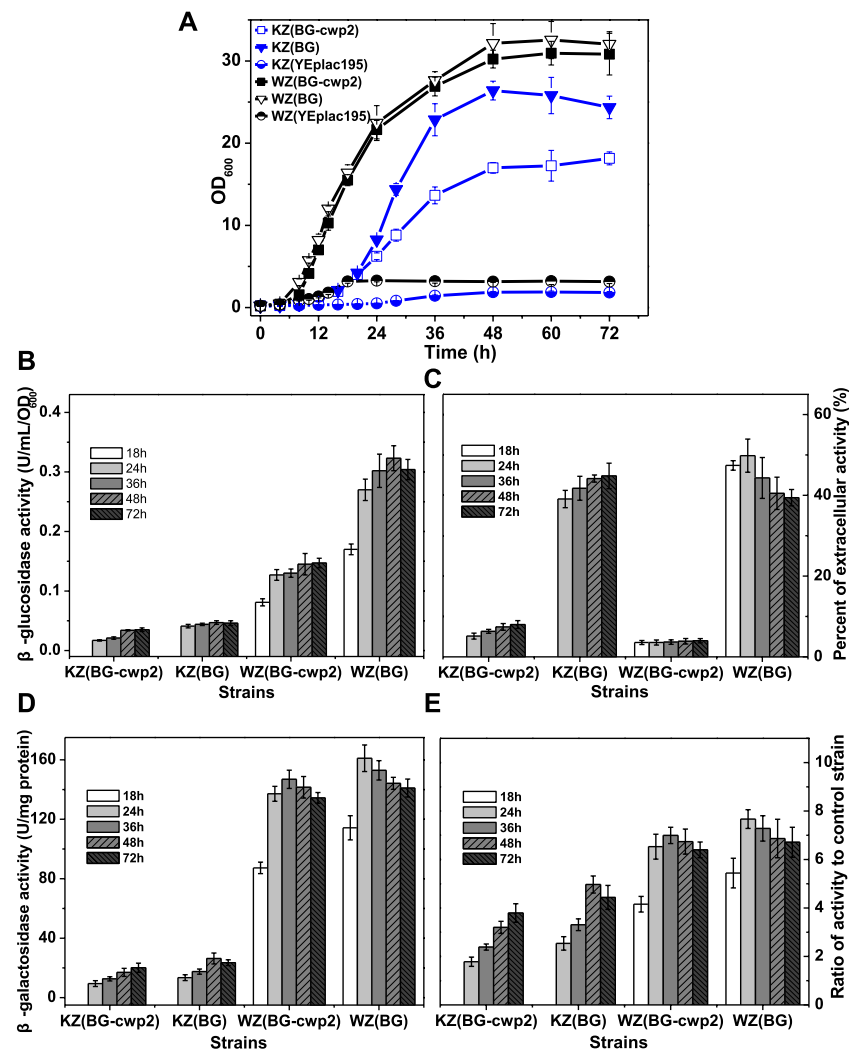 A
KZ(BG-cwp2)
KZ(BG)
KZ(YEplac195)
WZ(BG-cwp2)
WZ(BG)
WZ(YEplac195)
OD600
30
20
10
0
0 12 24 36 48 60 72
Time (h)
B
β -glucosidase activity (U/mL/OD600)
0.4
0.3
0.2
0.1
0.0
18h
24h
36h
48h
72h
KZ(BG-cwp2) KZ(BG) WZ(BG-cwp2) WZ(BG)
Strains
C
Percent of extracellular activity (%)
60
40
20
0
18h
24h
36h
48h
72h
KZ(BG-cwp2) KZ(BG) WZ(BG-cwp2) WZ(BG)
Strains
D
β -galactosidase activity (U/mg protein)
160
120
80
40
0
18h
24h
36h
48h
72h
KZ(BG-cwp2) KZ(BG) WZ(BG-cwp2) WZ(BG)
Strains
E
Ratio of activity to control strain
10
8
6
4
2
0
18h
24h
36h
48h
72h
KZ(BG-cwp2) KZ(BG) WZ(BG-cwp2) WZ(BG)
Strains